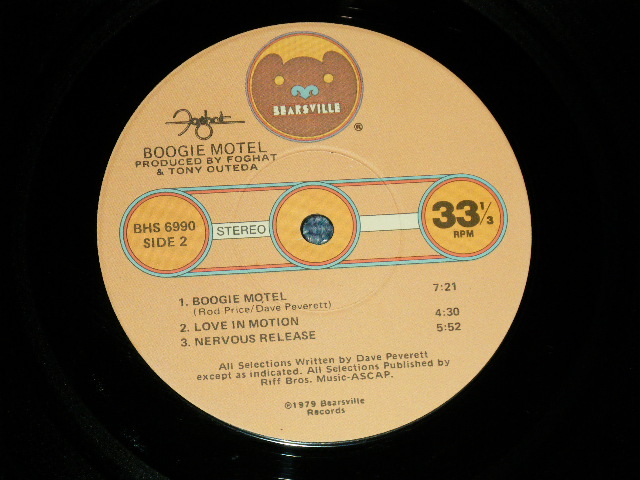 BEARSVILLE
®
Foghat
BOOGIE MOTEL
PRODUCED BY FOGHAT
& TONY OUTEDA
BHS 6990
SIDE 2
STEREO
33 1/3
RPM
1. BOOGIE MOTEL 7:21
(Rod Price/Dave Peverett)
2. LOVE IN MOTION 4:30
3. NERVOUS RELEASE 5:52
All Selections Written by Dave Peverett
except as indicated. All Selections Published by
Riff Bros. Music-ASCAP.
℗1979 Bearsville
Records